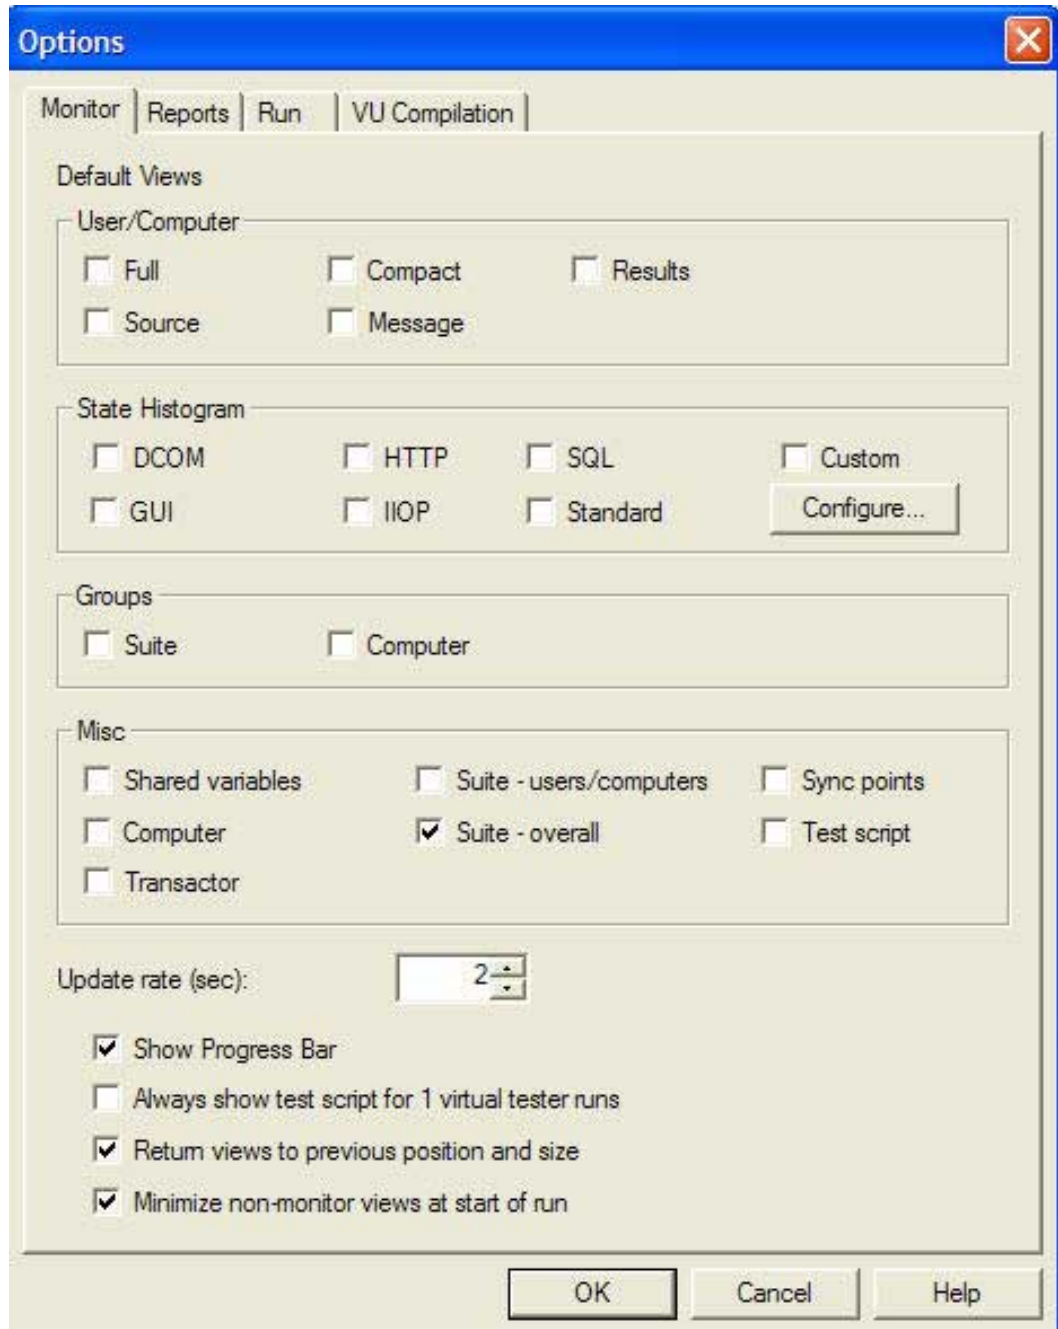 Options
Monitor Reports Run VU Compilation
Default Views
User/Computer
Full Compact Results
Source Message
State Histogram
DCOM HTTP SQL Custom
GUI IIOP Standard Configure...
Groups
Suite Computer
Misc
Shared variables Suite - users/computers Sync points
Computer Suite - overall Test script
Transactor
Update rate (sec): 2
Show Progress Bar
Always show test script for 1 virtual tester runs
Return views to previous position and size
Minimize non-monitor views at start of run
OK Cancel Help